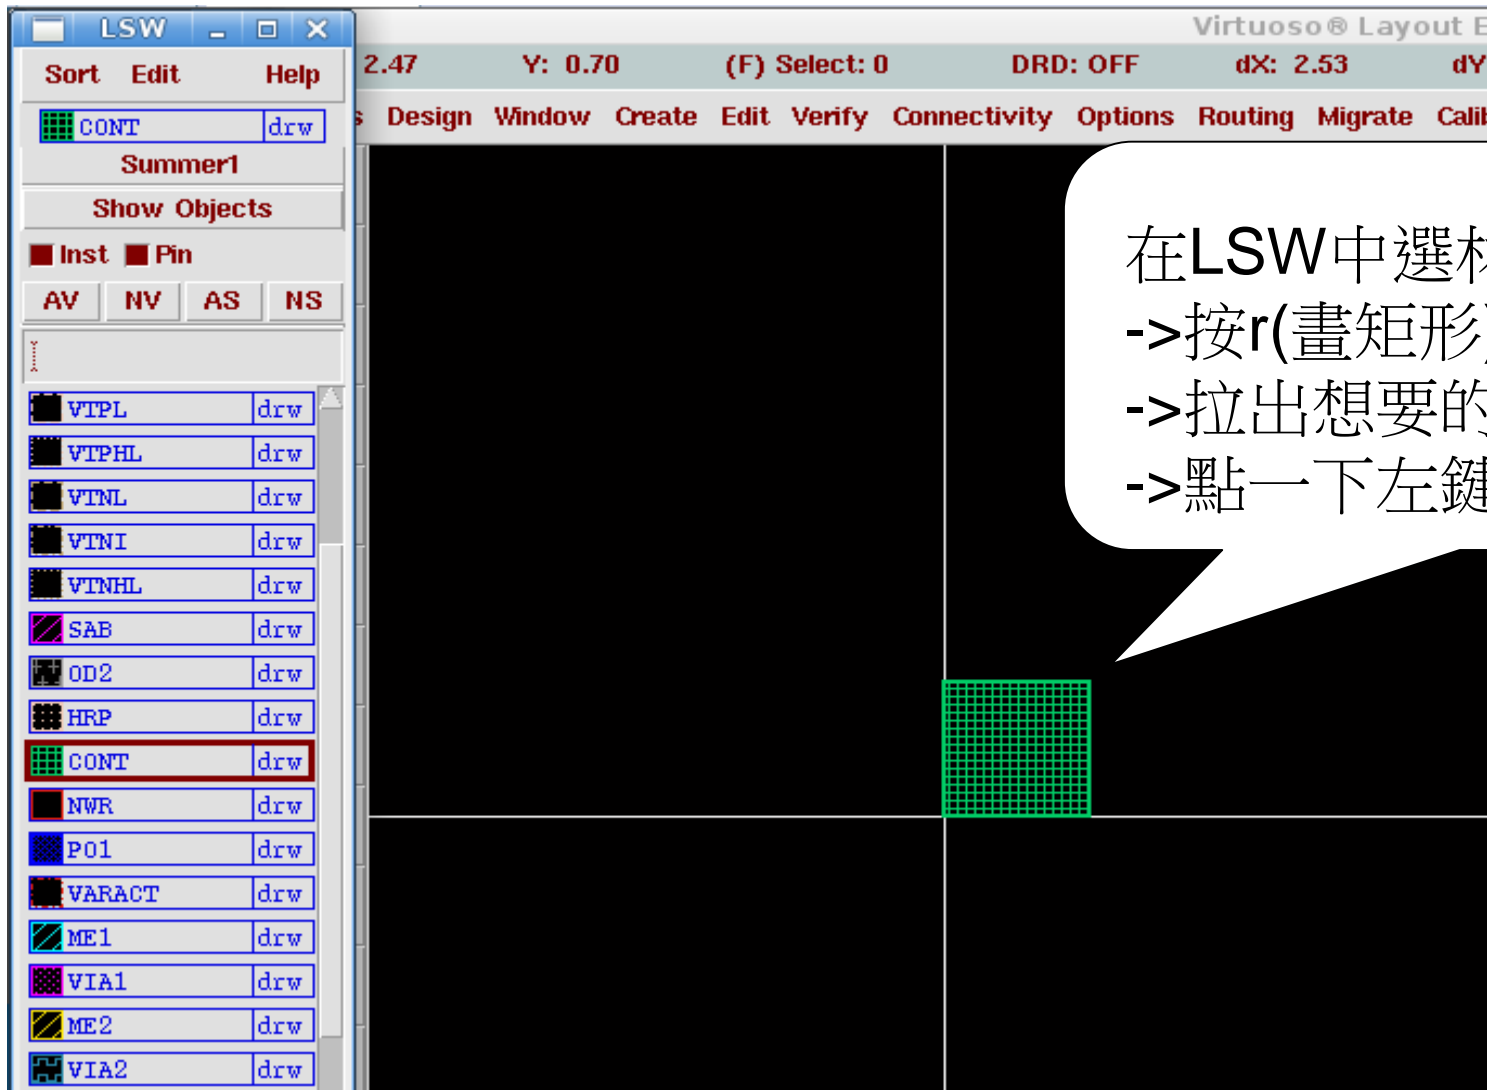 LSW
Sort Edit Help
CONT drw
Summer1
Show Objects
Inst Pin
AV NV AS NS
VTPL drw
VTPHL drw
VTNL drw
VTNI drw
VTNHL drw
SAB drw
OD2 drw
HRP drw
CONT drw
NWR drw
PO1 drw
VARACT drw
ME1 drw
VIA1 drw
ME2 drw
VIA2 drw
Virtuoso® Layout E
2.47 Y: 0.70 (F) Select: 0 DRD: OFF dX: 2.53 dY
s Design Window Create Edit Verify Connectivity Options Routing Migrate Calib
在LSW中選材
->按r(畫矩形)
->拉出想要的
->點一下左鍵